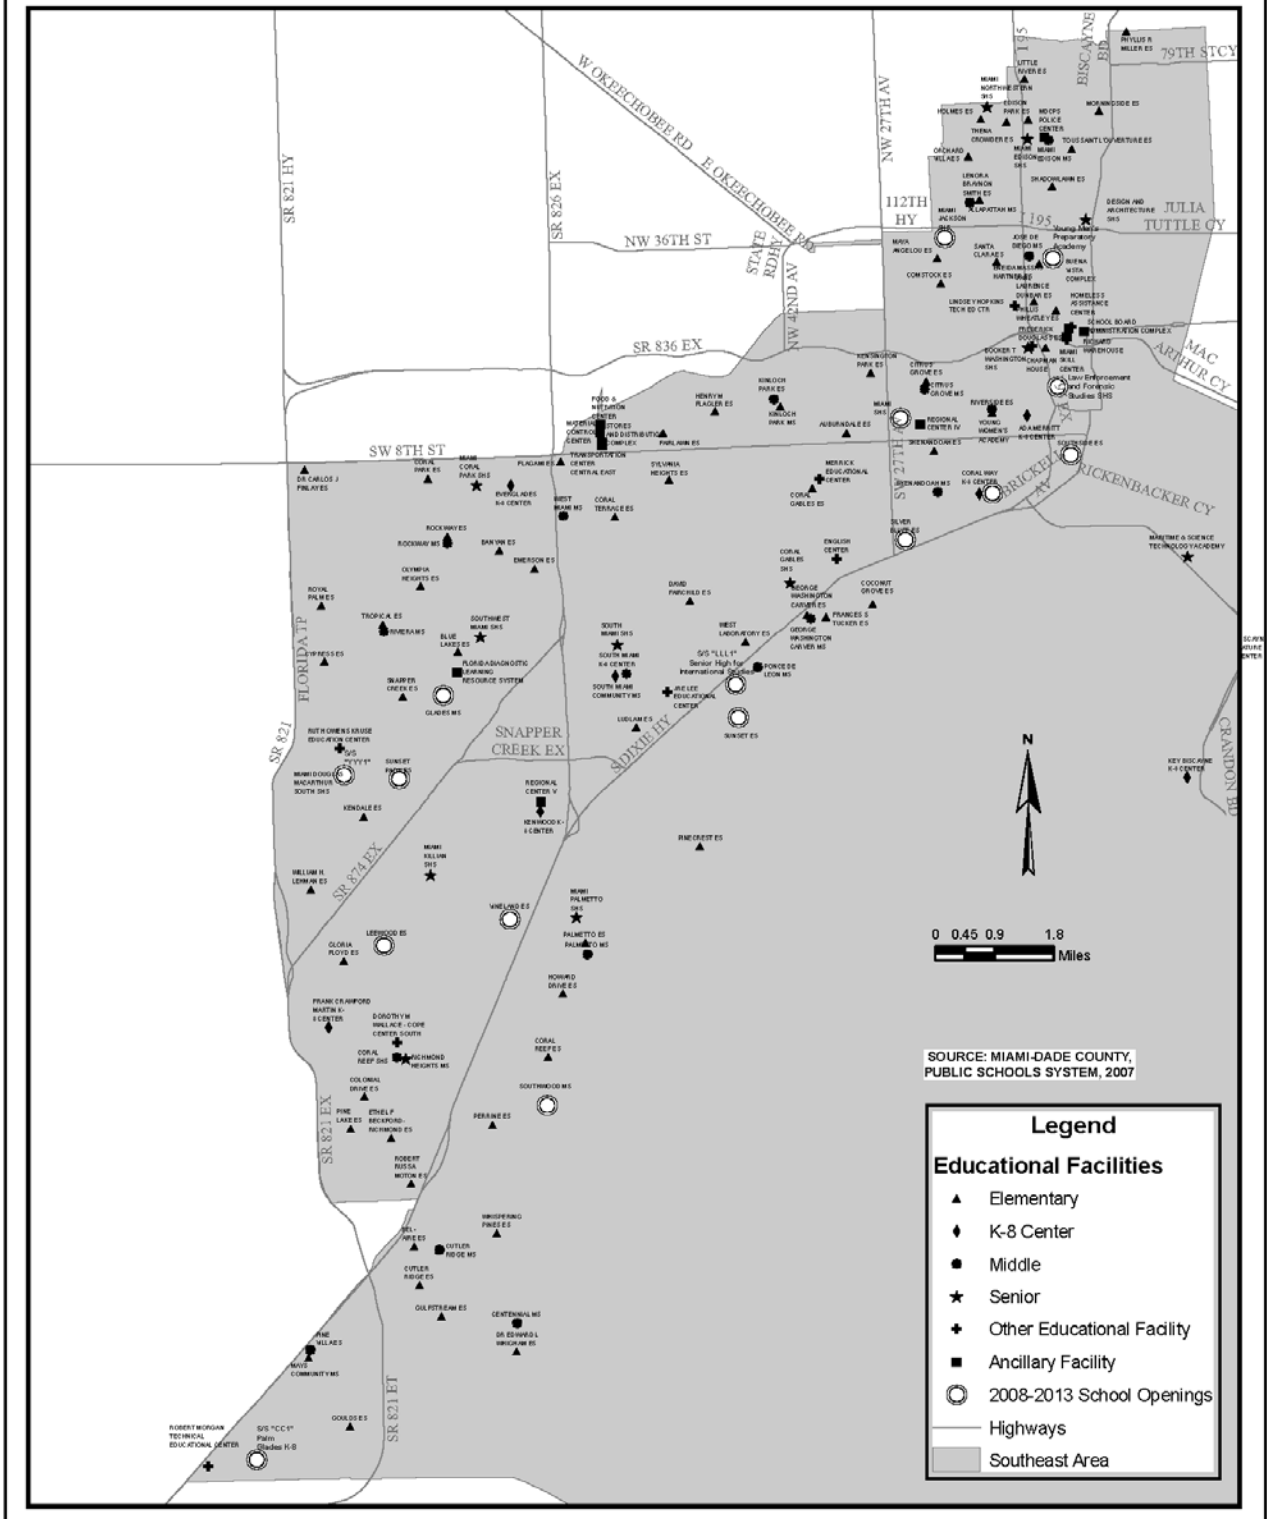 PHYLLIS R
MILLER ES
79TH STCY
I 95
BISCAYNE
BD
LITTLE
RIVER ES
MIAMI
NORTHWESTERN
SHS
HOLMES ES
EDISON
PARK ES
MDCPS
POLICE
CENTER
MORNINGSIDE ES
THENA
CROWDER ES
MIAMI
EDISON
SHS
MIAMI
EDISON MS
TOUSSANT L'OUVERTURE ES
ORCHARD
VILLA ES
LENORA
BRAYNON
SMITH ES
SHADOWLAWN ES
ALLAPATTAH MS
W OKEECHOBEE RD
E OKEECHOBEE RD
NW 27TH AV
SR 821 HY
SR 826 EX
112TH
HY
MIAMI
JACKSON
SHS
I 195
DESIGN AND
ARCHITECTURE
SHS
JULIA
TUTTLE CY
NW 36TH ST
STATE
RDHY
NW 42ND AV
MAYA
ANGELOU ES
SANTA
CLARA ES
JOSE DE
DIEGO MS
Young Men's
Preparatory
Academy
BUENA
VISTA
COMPLEX
COMSTOCK ES
LAURENCE
DUNBAR ES
LINDSEY HOPKINS
TECH ED CTR
PHILLIS
WHEATLEY ES
HOMELESS
ASSISTANCE
CENTER
SCHOOL BOARD
ADMINISTRATION COMPLEX
FREDERICK
DOUGLASS ES
WAREHOUSE
BOOKER T
WASHINGTON
SHS
CHAPMAN
HOUSE
MIAMI
SKILL
CENTER
MAC
ARTHUR CY
SR 836 EX
KENSINGTON
PARK ES
CITRUS
GROVE ES
CITRUS
GROVE MS
Law Enforcement
and Forensic
Studies SHS
KINLOCH
PARK ES
KINLOCH
PARK MS
HENRY M
FLAGLER ES
FOOD &
NUTRITION
CENTER
MATERIALS
CONTROL
CENTER
STORES
AND DISTRIBUTION
COMPLEX
FAIRLAWN ES
AUBURNDALE ES
MIAMI
SHS
REGIONAL
CENTER IV
RIVERSIDE ES
YOUNG
WOMEN'S
ACADEMY
ADA MERRITT
K-8 CENTER
SHENANDOAH ES
SOUTHSIDE ES
SW 8TH ST
SW 27TH AV
DR CARLOS J
FINLAY ES
CORAL
PARK ES
MIAMI
CORAL
PARK SHS
FLAGAMI ES
TRANSPORTATION
CENTER
CENTRAL EAST
SYLVANIA
HEIGHTS ES
MERRICK
EDUCATIONAL
CENTER
CORAL
GABLES ES
SHENANDOAH MS
CORAL WAY
K-8 CENTER
BRICKELL
AV
RICKENBACKER CY
EVERGLADES
K-8 CENTER
WEST
MIAMI MS
CORAL
TERRACE ES
SILVER
BLUFF ES
ROCKWAY ES
ROCKWAY MS
BANYAN ES
EMERSON ES
CORAL
GABLES
SHS
ENGLISH
CENTER
MARITIME & SCIENCE
TECHNOLOGY ACADEMY
OLYMPIA
HEIGHTS ES
DAVID
FAIRCHILD ES
COCONUT
GROVE ES
GEORGE
WASHINGTON
CARVER ES
FRANCES S
TUCKER ES
ROYAL
PALM ES
TROPICAL ES
RIVIERA MS
SOUTHWEST
MIAMI SHS
SOUTH
MIAMI SHS
WEST
LABORATORY ES
GEORGE
WASHINGTON
CARVER MS
BLUE
LAKES ES
FLORIDA TP
CYPRESS ES
FLORIDA DIAGNOSTIC
LEARNING
RESOURCE SYSTEM
SOUTH MIAMI
K-8 CENTER
S/S "LLL1"
Senior High for
International Studies
PONCE DE
LEON MS
SNAPPER
CREEK ES
GLADES MS
SOUTH MIAMI
COMMUNITY MS
JRE LEE
EDUCATIONAL
CENTER
LUDLAM ES
SUNSET ES
SNAPPER
CREEK EX
S DIXIE HY
SR 821
RUTH OWENS KRUSE
EDUCATION CENTER
S/S
"YYY1"
MIAMI DOUGLAS
MACARTHUR
SOUTH SHS
SUNSET
N
KEY BISCAYNE
K-8 CENTER
CRANDON BD
KENDALE ES
REGIONAL
CENTER V
KENWOOD K-
8 CENTER
PINECREST ES
MIAMI
KILLIAN
SHS
SR 874 EX
WILLIAM H.
LEHMAN ES
VINELAND ES
MIAMI
PALMETTO
SHS
LEEWOOD ES
GLORIA
FLOYD ES
PALMETTO ES
PALMETTO MS
0 0.45 0.9 1.8
Miles
HOWARD
DRIVE ES
FRANK CRAWFORD
MARTIN K-
8 CENTER
DOROTHY M
WALLACE - COPE
CENTER SOUTH
CORAL
REEF SHS
RICHMOND
HEIGHTS MS
CORAL
REEF ES
SOURCE: MIAMI-DADE COUNTY,
PUBLIC SCHOOLS SYSTEM, 2007
COLONIAL
DRIVE ES
SOUTHWOOD MS
PINE
LAKE ES
ETHEL F
BECKFORD-
RICHMOND ES
PERRINE ES
SR 821 EX
ROBERT
RUSSA
MOTON ES
BEL-
AIRE ES
WHISPERING
PINES ES
CUTLER
RIDGE MS
CUTLER
RIDGE ES
GULFSTREAM ES
CENTENNIAL MS
DR EDWARD L
WHIGHAM ES
PINE
VILLA ES
MAYS
COMMUNITY MS
SR 821 ET
GOULDS ES
ROBERT MORGAN
TECHNICAL
EDUCATIONAL CENTER
S/S "CC1"
Palm
Glades K-8
Legend
Educational Facilities
Elementary
K-8 Center
Middle
Senior
Other Educational Facility
Ancillary Facility
2008-2013 School Openings
Highways
Southeast Area